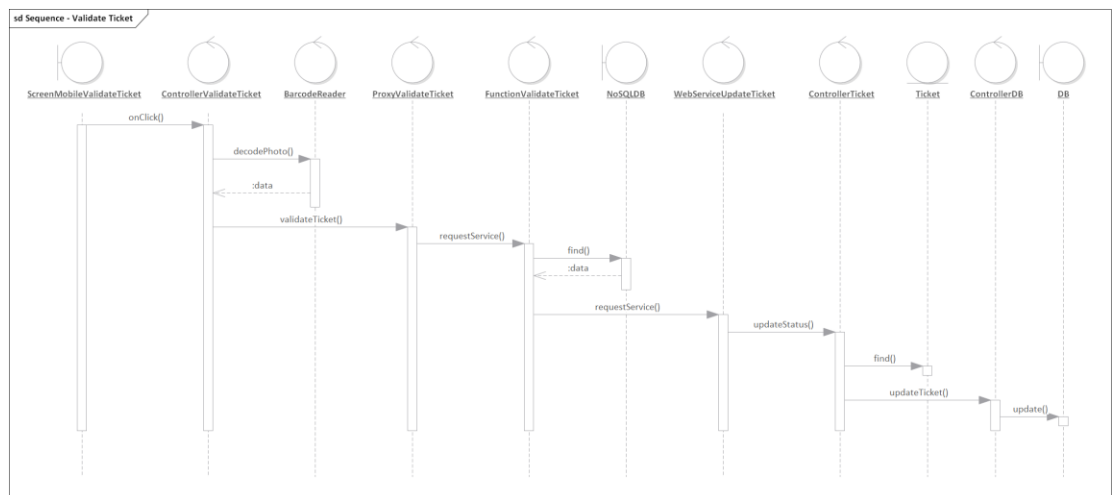 sd Sequence - Validate Ticket
ScreenMobileValidateTicket
ControllerValidateTicket
BarcodeReader
ProxyValidateTicket
FunctionValidateTicket
NoSQLDB
WebServiceUpdateTicket
ControllerTicket
Ticket
ControllerDB
DB
onClick()
decodePhoto()
:data
validateTicket()
requestService()
find()
:data
requestService()
updateStatus()
find()
updateTicket()
update()